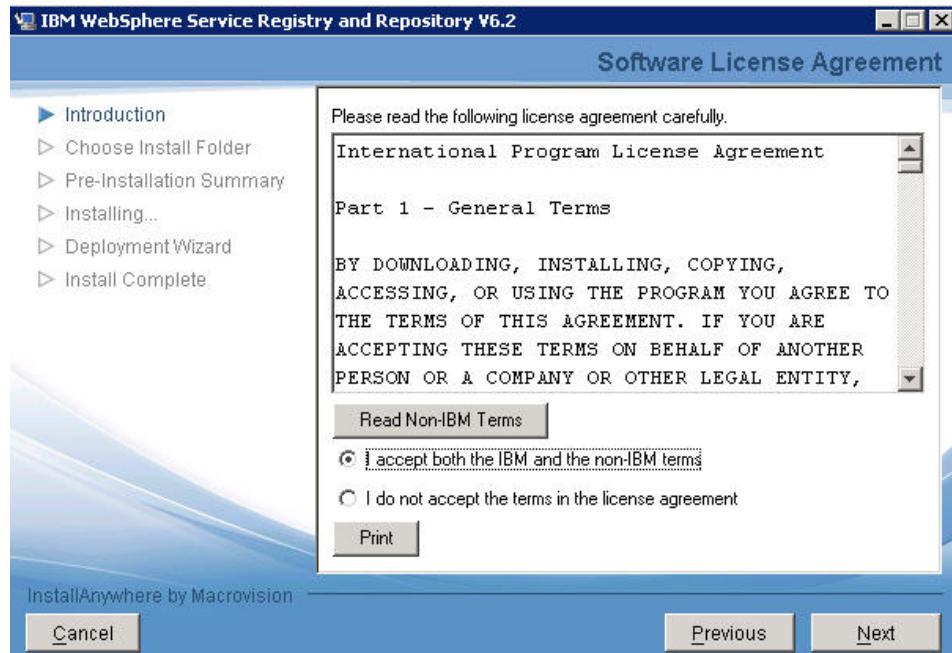 IBM WebSphere Service Registry and Repository V6.2
Software License Agreement
Introduction
Choose Install Folder
Pre-Installation Summary
Installing...
Deployment Wizard
Install Complete
Please read the following license agreement carefully.
International Program License Agreement
Part 1 - General Terms
BY DOWNLOADING, INSTALLING, COPYING,
ACCESSING, OR USING THE PROGRAM YOU AGREE TO
THE TERMS OF THIS AGREEMENT. IF YOU ARE
ACCEPTING THESE TERMS ON BEHALF OF ANOTHER
PERSON OR A COMPANY OR OTHER LEGAL ENTITY,
Read Non-IBM Terms
I accept both the IBM and the non-IBM terms
I do not accept the terms in the license agreement
Print
InstallAnywhere by Macrovision
Cancel
Previous
Next